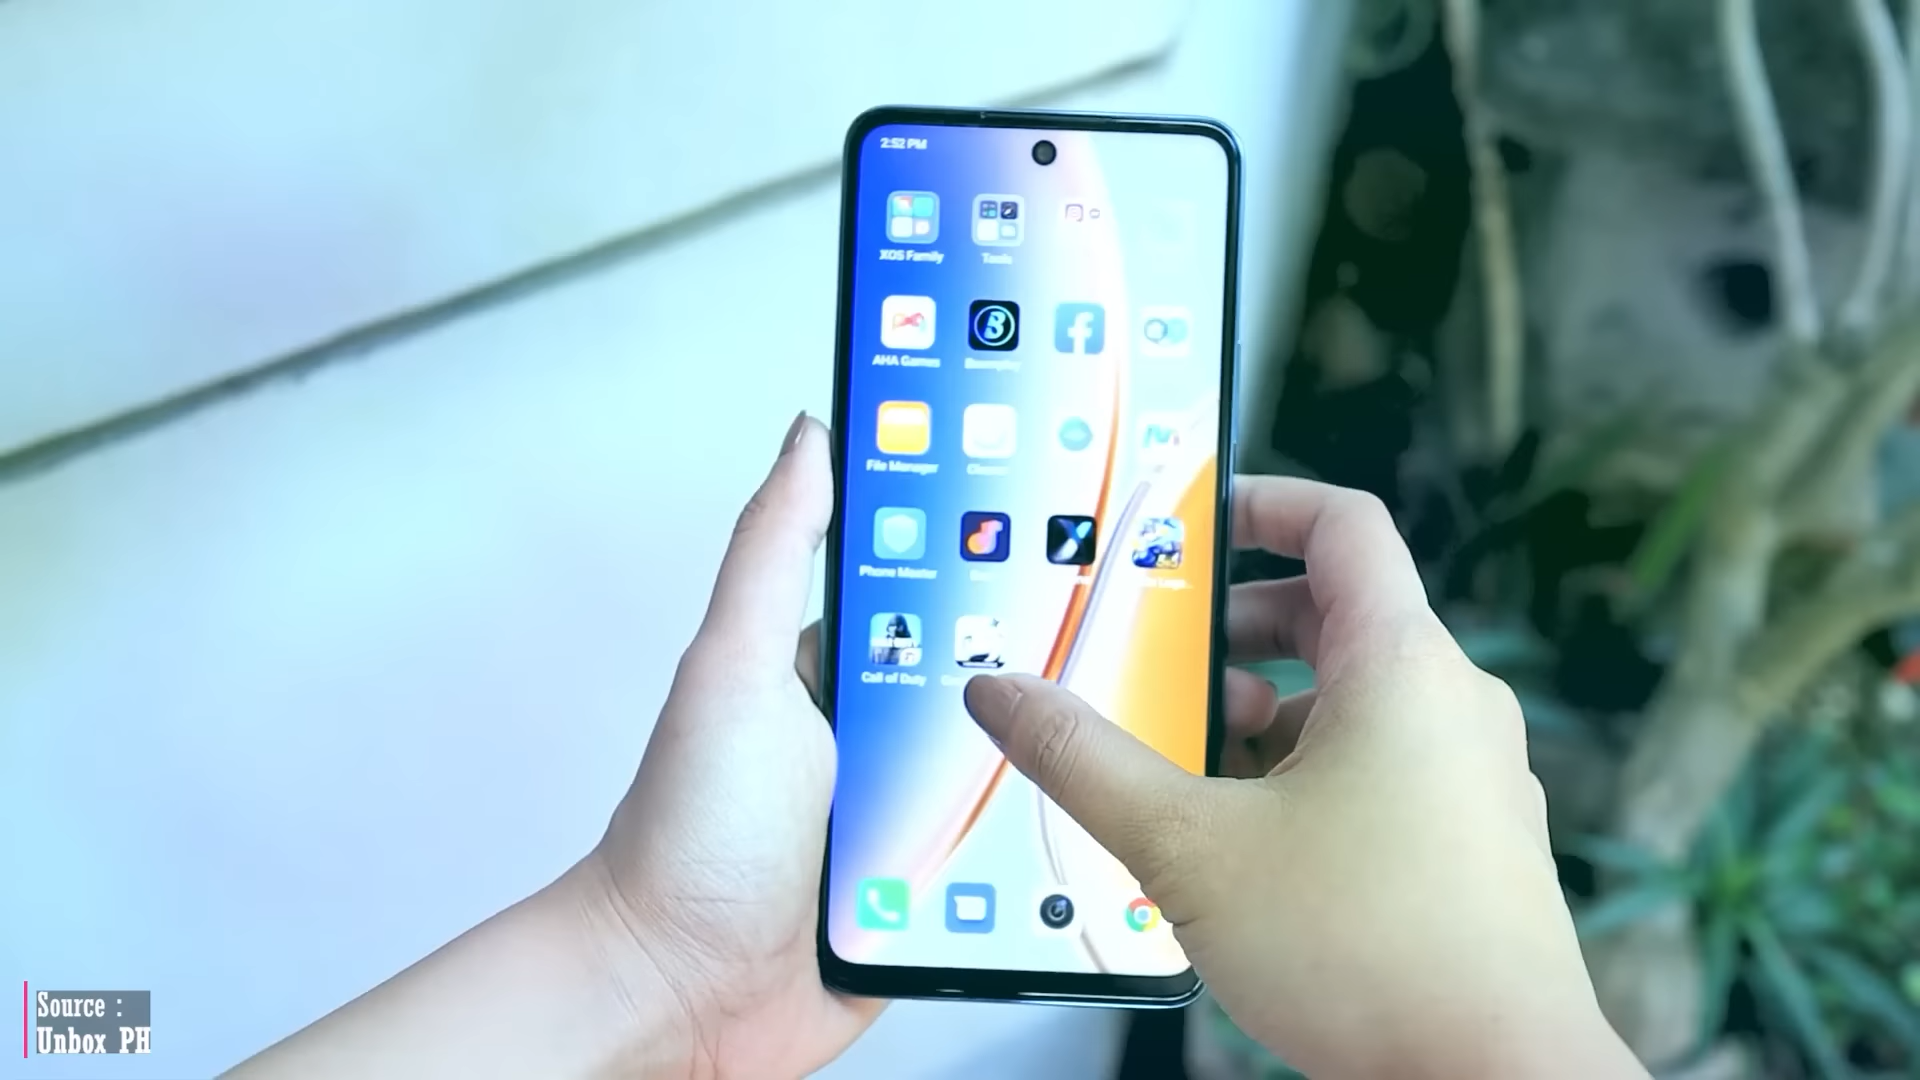 2:52 PM
XOS Family
Tools
AHA Games
File Manager
Phone Master
Call of Duty
Source :
Unbox PH